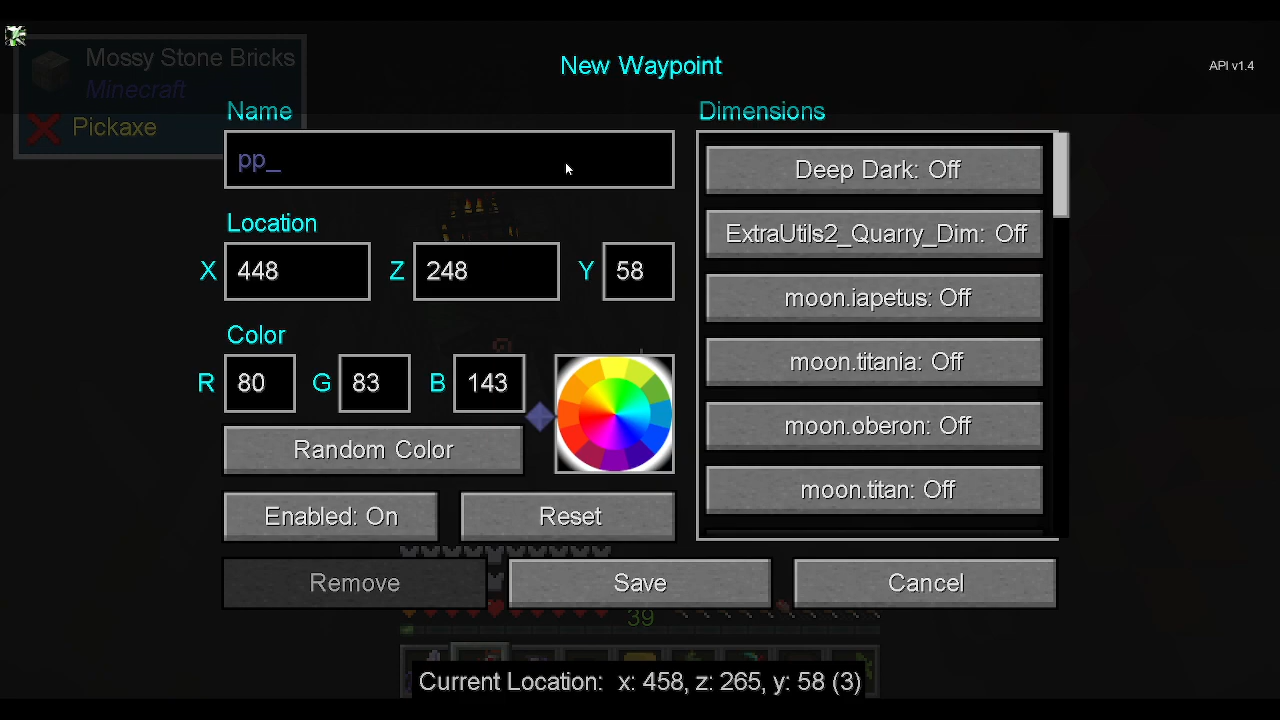 Mossy Stone Bricks
Minecraft
Pickaxe
New Waypoint
API v1.4
Name
pp_
Location
X 448 Z 248 Y 58
Color
R 80 G 83 B 143
Random Color
Enabled: On Reset
Dimensions
Deep Dark: Off
ExtraUtils2_Quarry_Dim: Off
moon.iapetus: Off
moon.titania: Off
moon.oberon: Off
moon.titan: Off
Remove Save Cancel
39
Current Location: x: 458, z: 265, y: 58 (3)